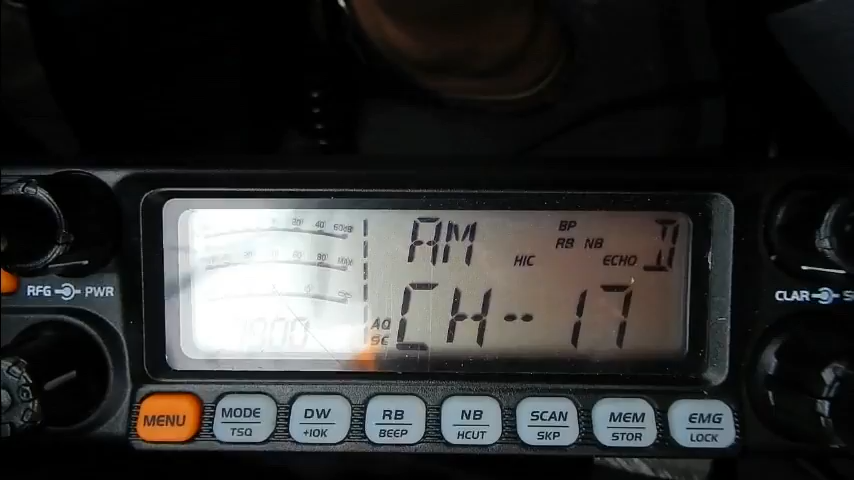 AM BP D
RB NB
HIC ECHO
AQ
SC
CH-17
RFG PWR
CLAR
MENU
MODE DW RB NB SCAN MEM EMG
TSQ +10K BEEP HCUT SKP STOR LOCK